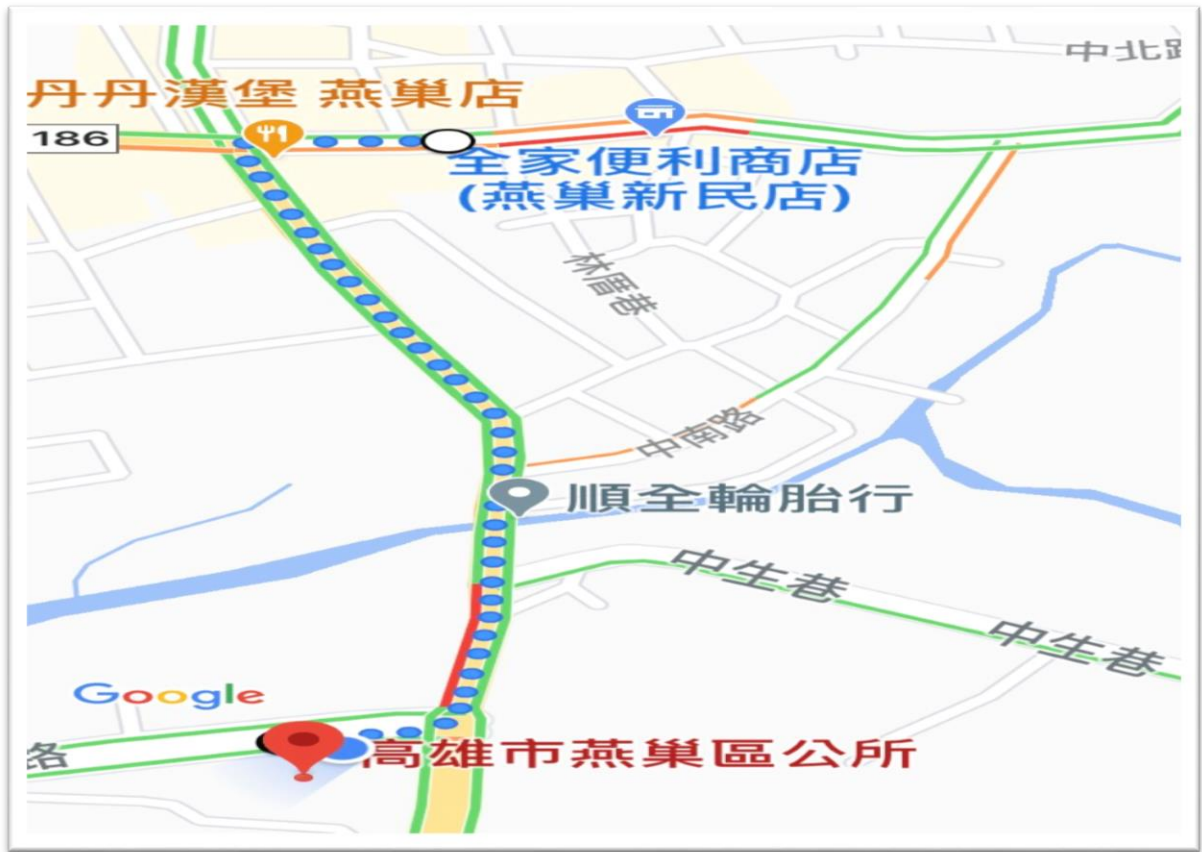 中北路
丹丹漢堡 燕巢店
186
全家便利商店
(燕巢新民店)
林厝巷
中南路
順全輪胎行
中生巷
中生巷
Google
路
高雄市燕巢區公所